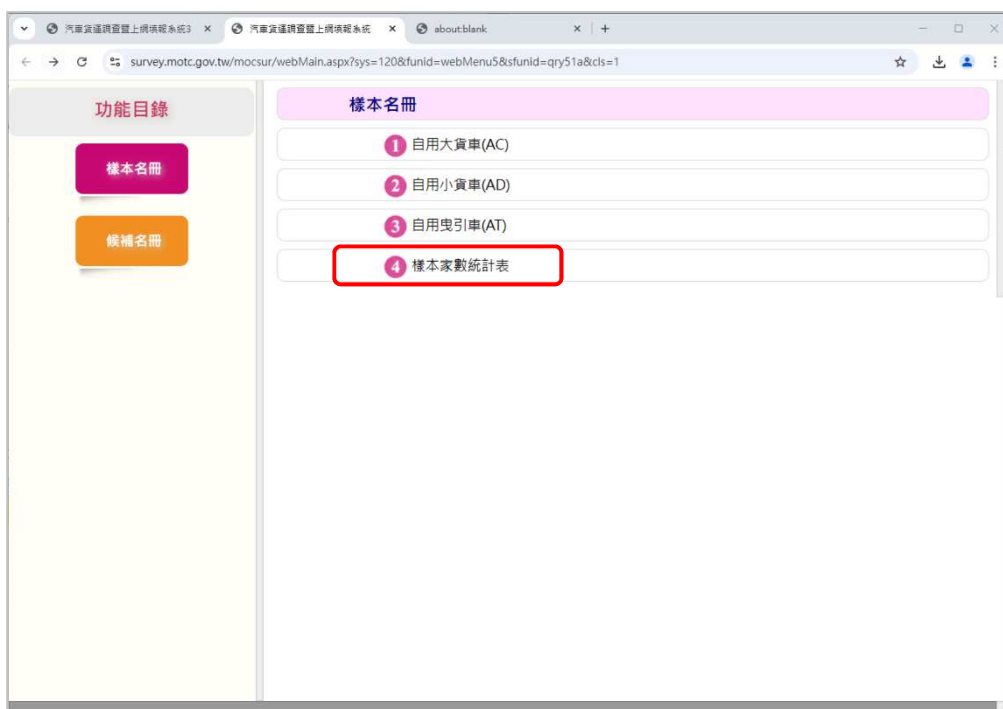 汽車貨運調查暨上網填報系統3
汽車貨運調查暨上網填報系統
about:blank
survey.motc.gov.tw/mocsur/webMain.aspx?sys=120&funid=webMenu5&sfunid=qry51a&cls=1
功能目錄
樣本名冊
候補名冊
樣本名冊
1 自用大貨車(AC)
2 自用小貨車(AD)
3 自用曳引車(AT)
4 樣本家數統計表